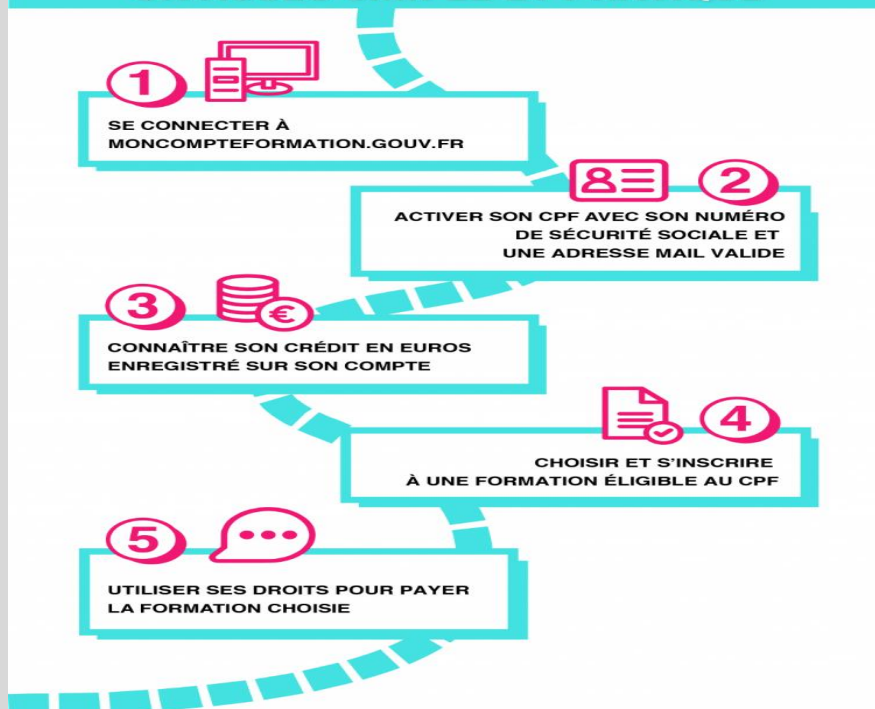 1
SE CONNECTER À
MONCOMPTEFORMATION.GOUV.FR
2
ACTIVER SON CPF AVEC SON NUMÉRO
DE SÉCURITÉ SOCIALE ET
UNE ADRESSE MAIL VALIDE
3
€
CONNAÎTRE SON CRÉDIT EN EUROS
ENREGISTRÉ SUR SON COMPTE
4
CHOISIR ET S'INSCRIRE
À UNE FORMATION ÉLIGIBLE AU CPF
5
UTILISER SES DROITS POUR PAYER
LA FORMATION CHOISIE